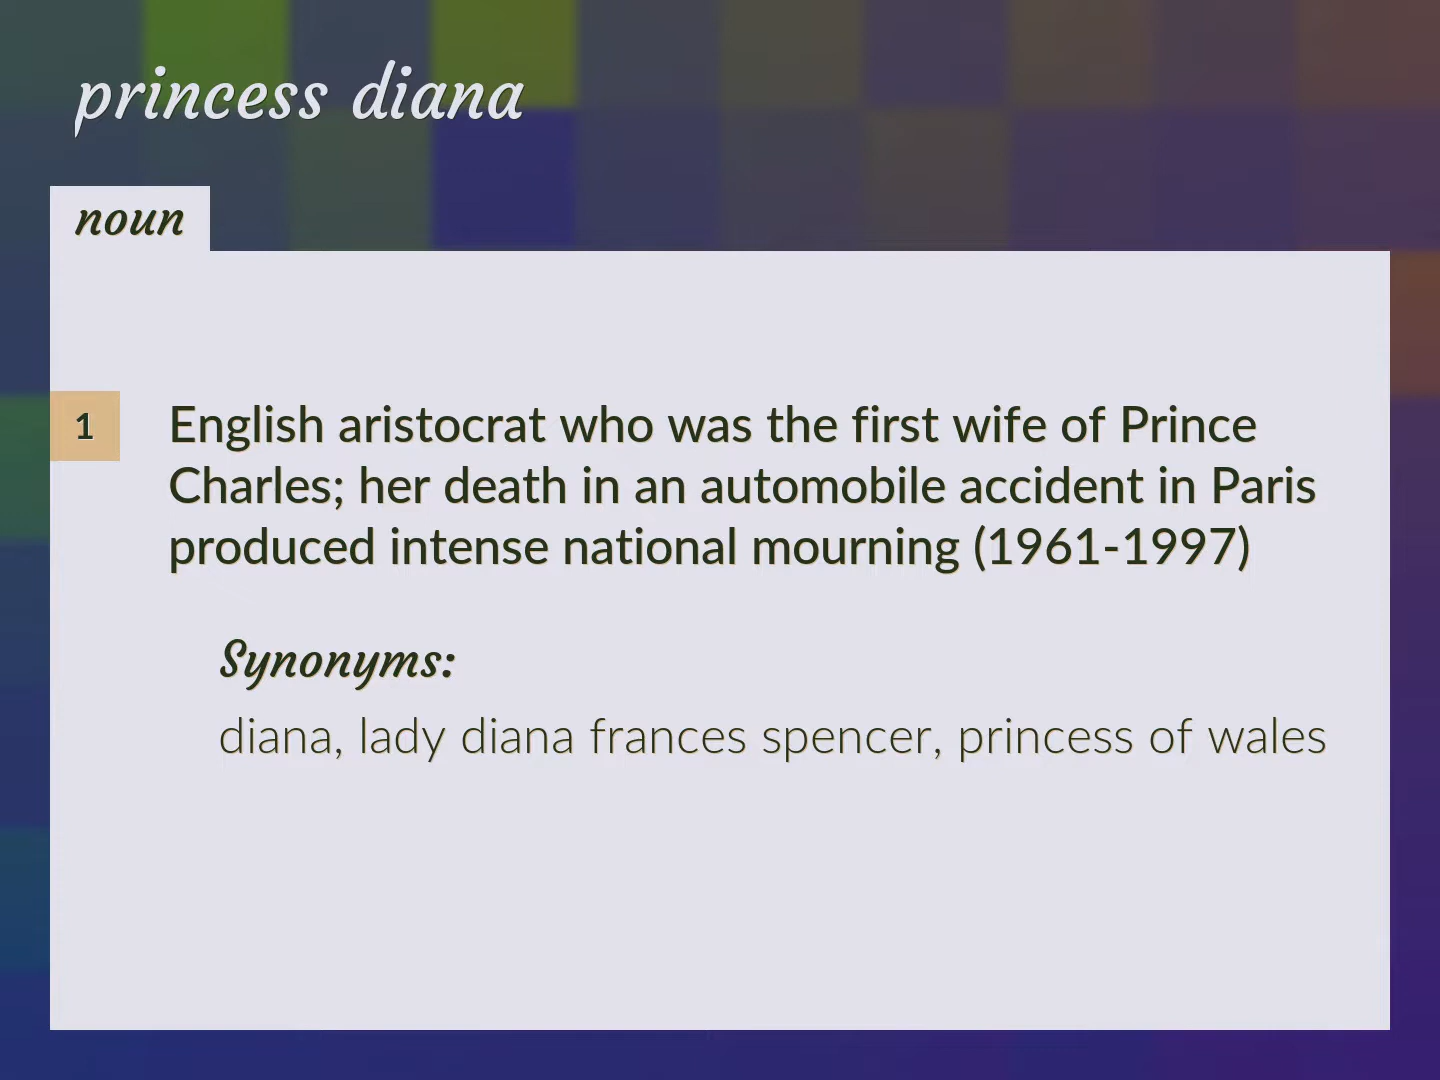 princess diana
noun
1
English aristocrat who was the first wife of Prince
Charles; her death in an automobile accident in Paris
produced intense national mourning (1961-1997)
Synonyms:
diana, lady diana frances spencer, princess of wales